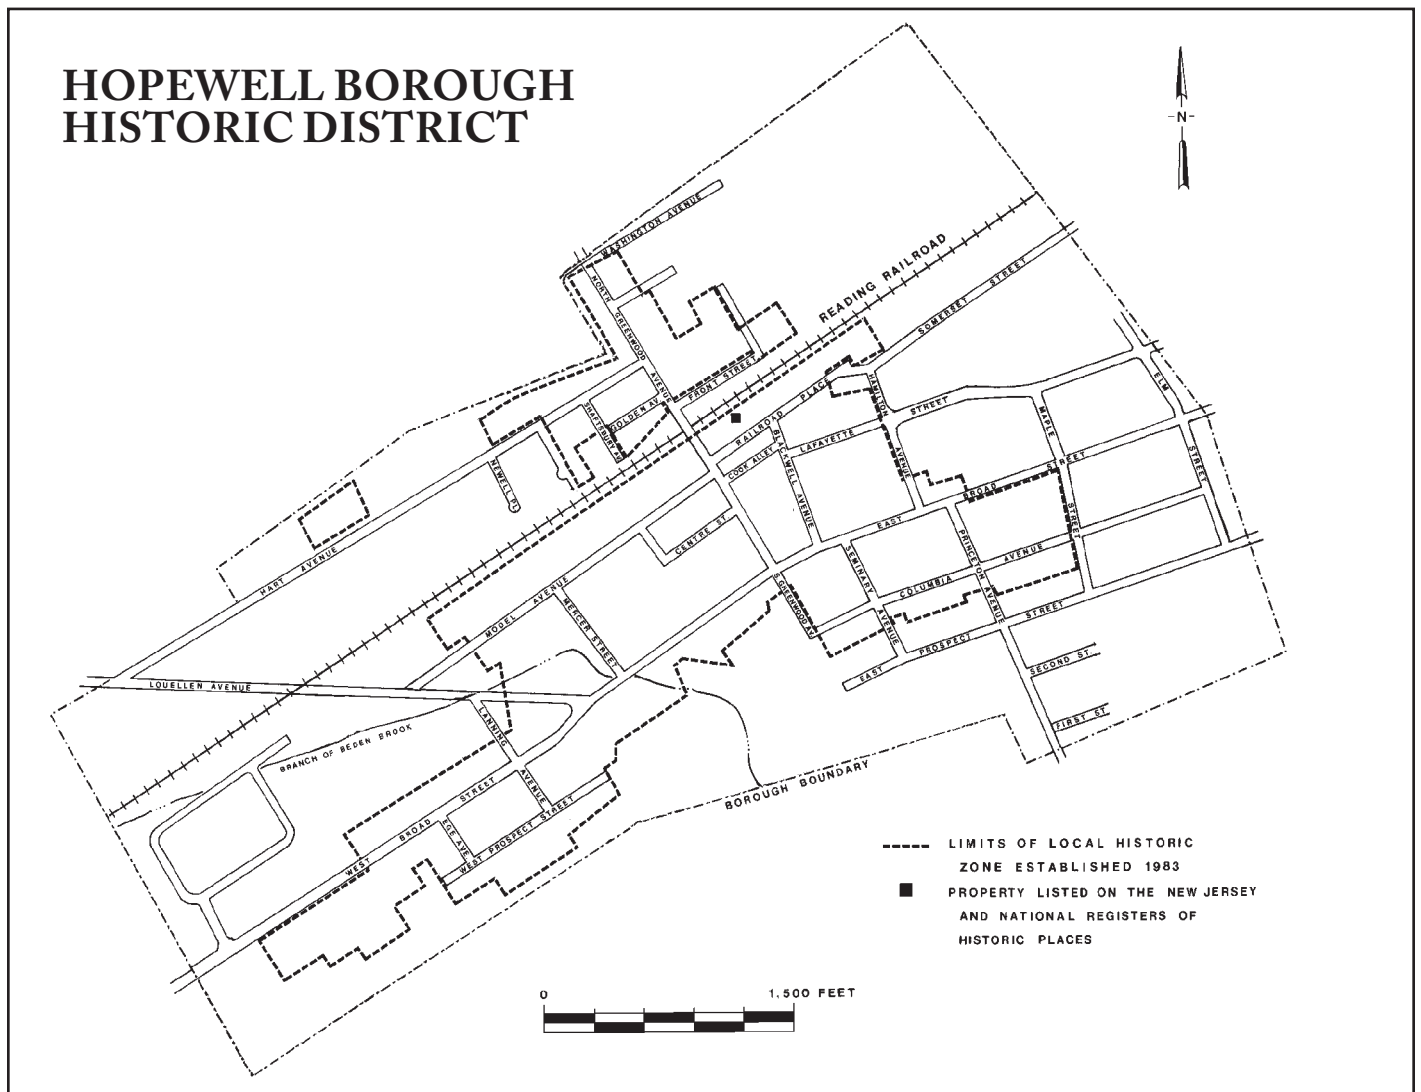 HOPEWELL BOROUGH
HISTORIC DISTRICT
-N-
WASHINGTON AVENUE
NORTH GREENWOOD AVENUE
READING RAILROAD
SOMERSET STREET
FRONT STREET
GOLDEN AV.
SHAFTSBURY AV.
RAILROAD PLACE
HAMILTON AVENUE
LAFAYETTE STREET
COOK ALLEY
BLACKWELL AVENUE
MAPLE STREET
ELM STREET
NEWELL PL.
HART AVENUE
CENTRE ST
EAST BROAD STREET
MODEL AVENUE
MERCER STREET
SEMINARY AVENUE
PRINCETON AVENUE
COLUMBIA AVENUE
S. GREENWOOD AV.
EAST PROSPECT STREET
SECOND ST.
FIRST ST.
LOUELLEN AVENUE
LANNING AVENUE
BRANCH OF BEDEN BROOK
WEST BROAD STREET
EGE AVE.
WEST PROSPECT STREET
BOROUGH BOUNDARY
LIMITS OF LOCAL HISTORIC
ZONE ESTABLISHED 1983
PROPERTY LISTED ON THE NEW JERSEY
AND NATIONAL REGISTERS OF
HISTORIC PLACES
0
1,500 FEET